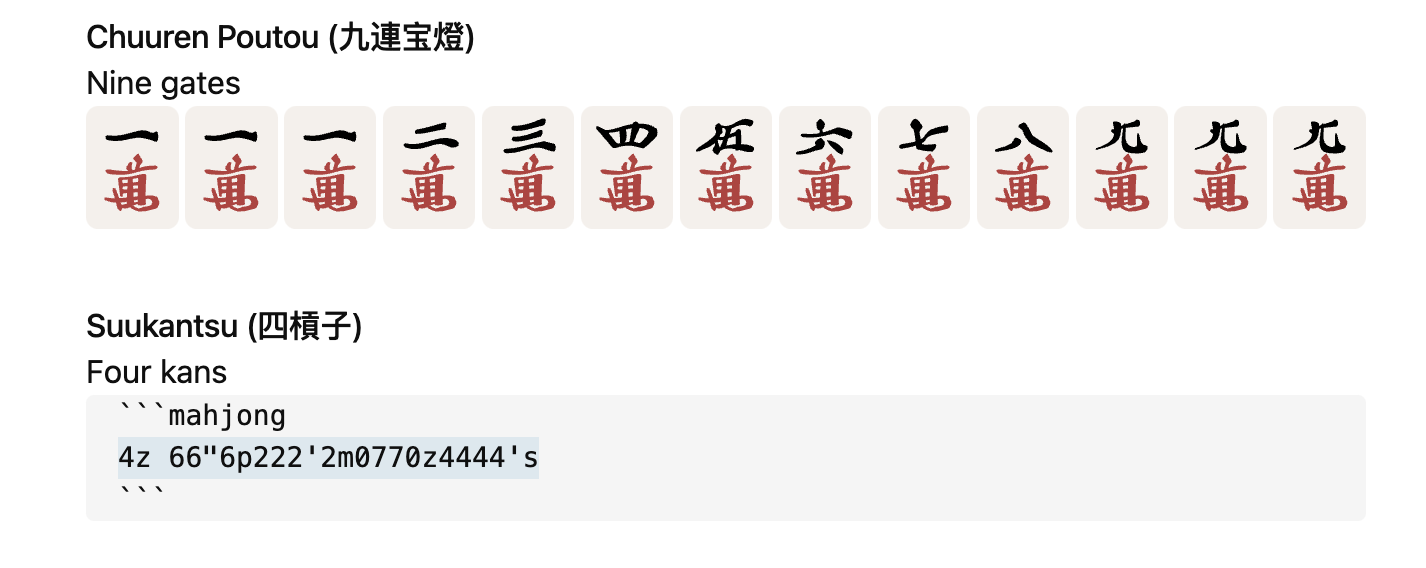 Chuuren Poutou (九連宝燈)
Nine gates
一萬 一萬 一萬 二萬 三萬 四萬 伍萬 六萬 七萬 八萬 九萬 九萬 九萬
Suukantsu (四槓子)
Four kans
```mahjong
4z 66"6p222'2m0770z4444's
```